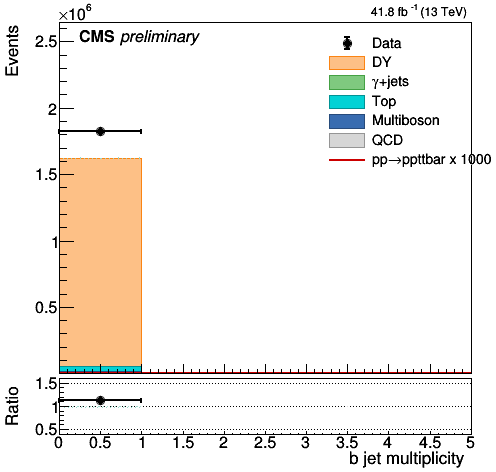 ×10⁶
41.8 fb⁻¹ (13 TeV)
Events
CMS preliminary
Data
DY
γ+jets
Top
Multiboson
QCD
pp→ppttbar x 1000
2.5
2
1.5
1
0.5
Ratio
1.5
1
0.5
0 0.5 1 1.5 2 2.5 3 3.5 4 4.5 5
b jet multiplicity